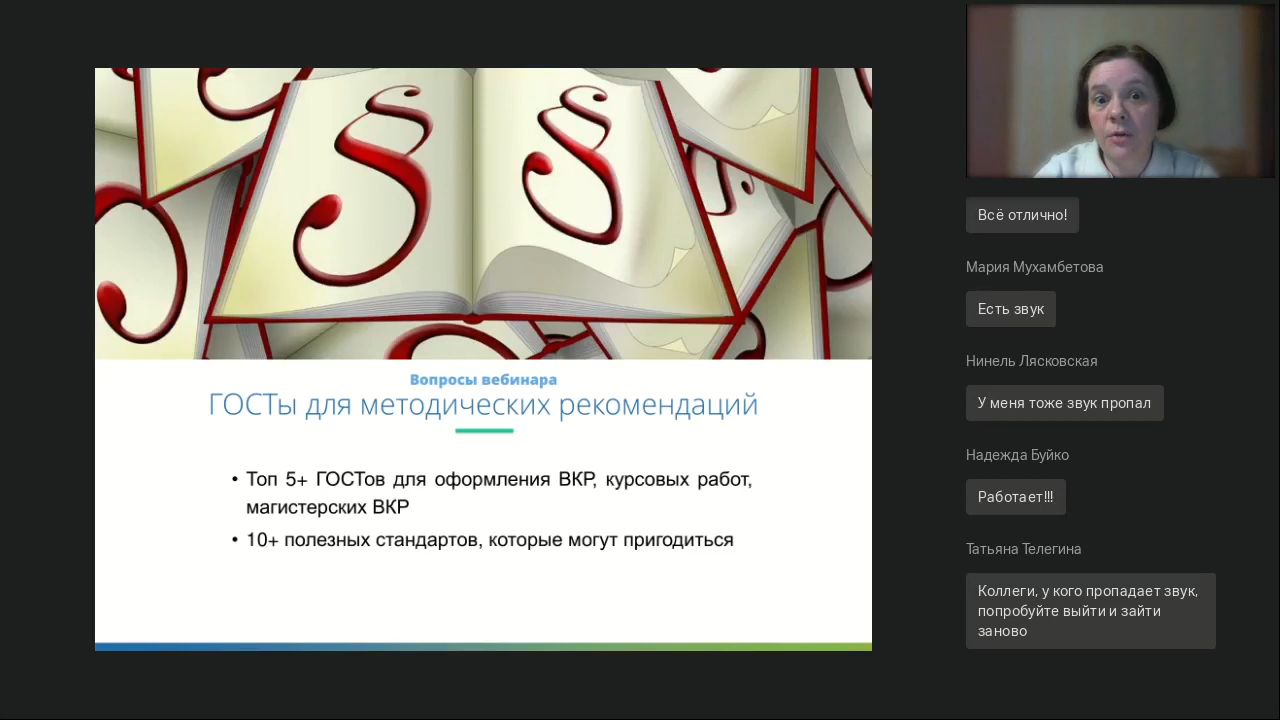 Вопросы вебинара
ГОСТы для методических рекомендаций
• Топ 5+ ГОСТов для оформления ВКР, курсовых работ,
магистерских ВКР
• 10+ полезных стандартов, которые могут пригодиться
Всё отлично!
Мария Мухамбетова
Есть звук
Нинель Лясковская
У меня тоже звук пропал
Надежда Буйко
Работает!!!
Татьяна Телегина
Коллеги, у кого пропадает звук,
попробуйте выйти и зайти
заново